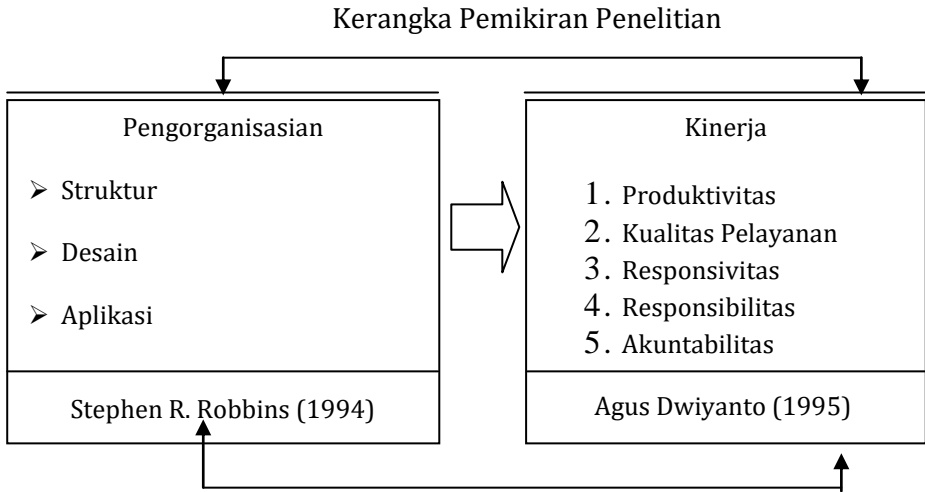 Kerangka Pemikiran Penelitian
Pengorganisasian
➢ Struktur
➢ Desain
➢ Aplikasi
Stephen R. Robbins (1994)
Kinerja
1. Produktivitas
2. Kualitas Pelayanan
3. Responsivitas
4. Responsibilitas
5. Akuntabilitas
Agus Dwiyanto (1995)